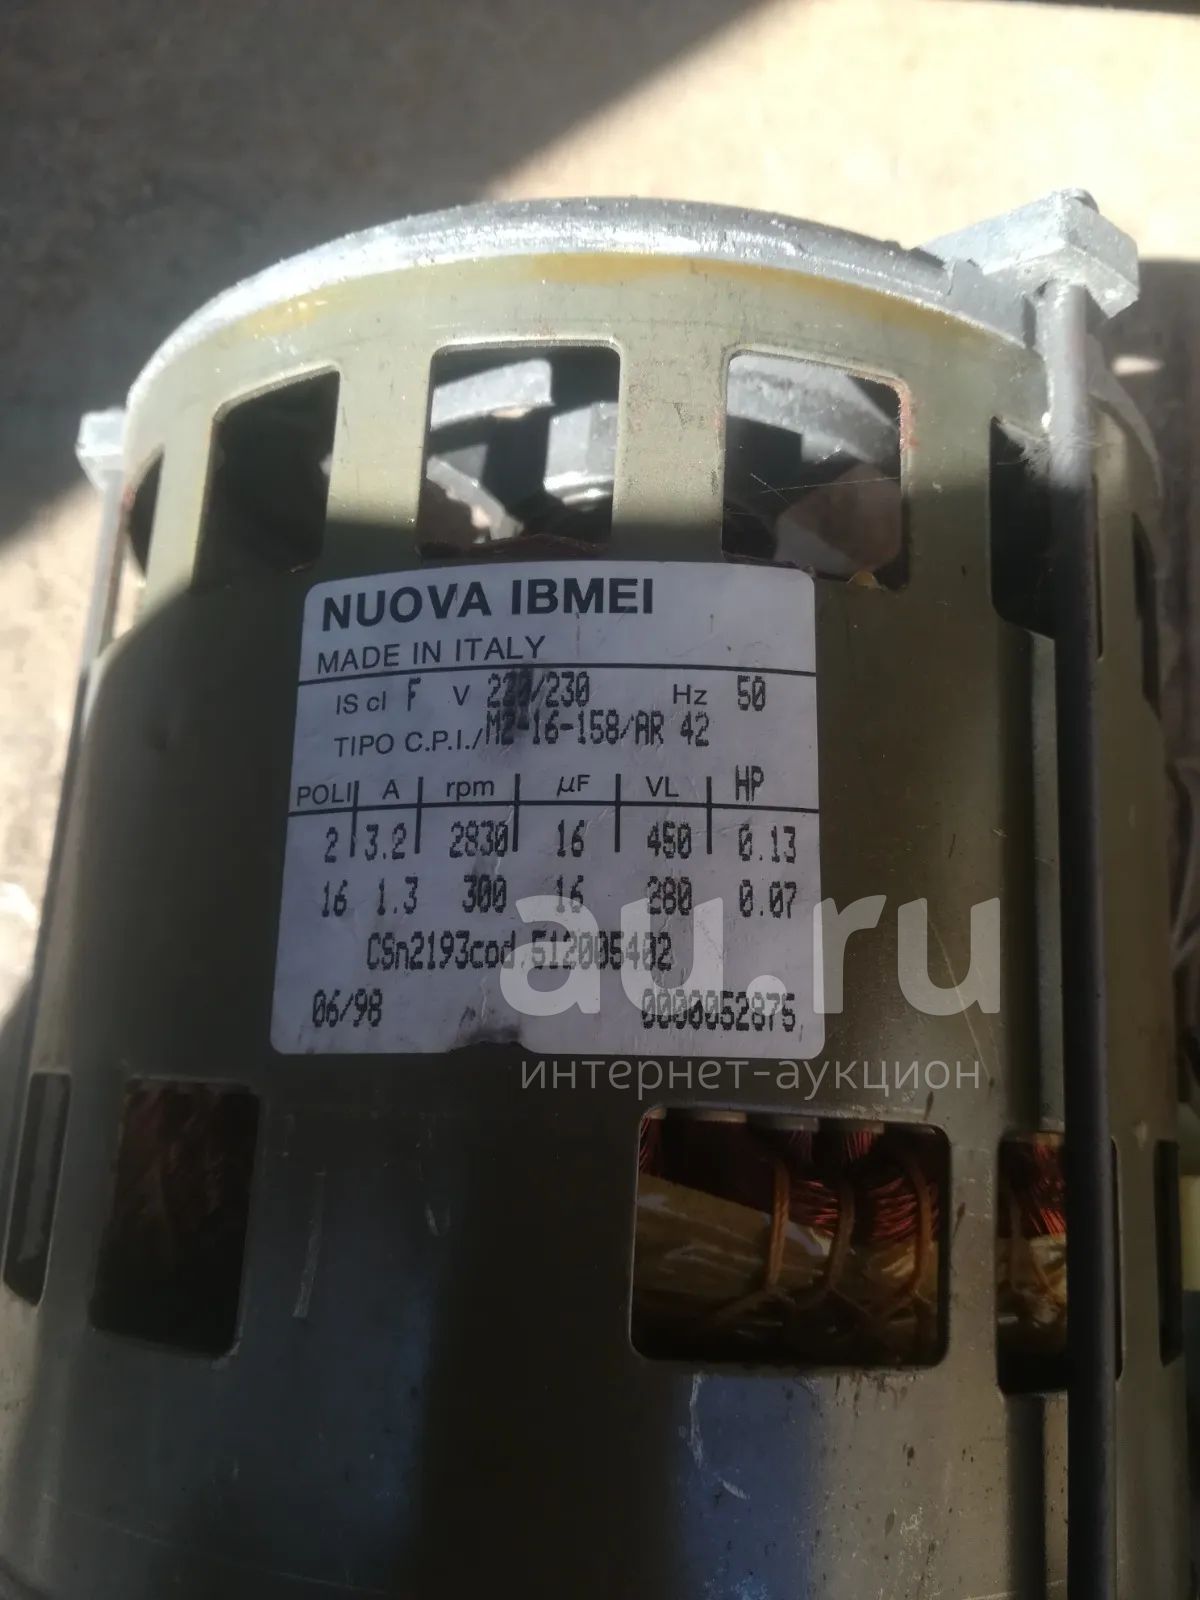 NUOVA IBMEI
MADE IN ITALY
IS cl F V 220/230 Hz 50
TIPO C.P.I./M2-16-158/AR 42
POLI A rpm µF VL HP
2 3.2 2830 16 450 0.13
16 1.3 300 16 280 0.07
CSn2193cod.512005402
06/98 0000052875
au.ru
интернет-аукцион